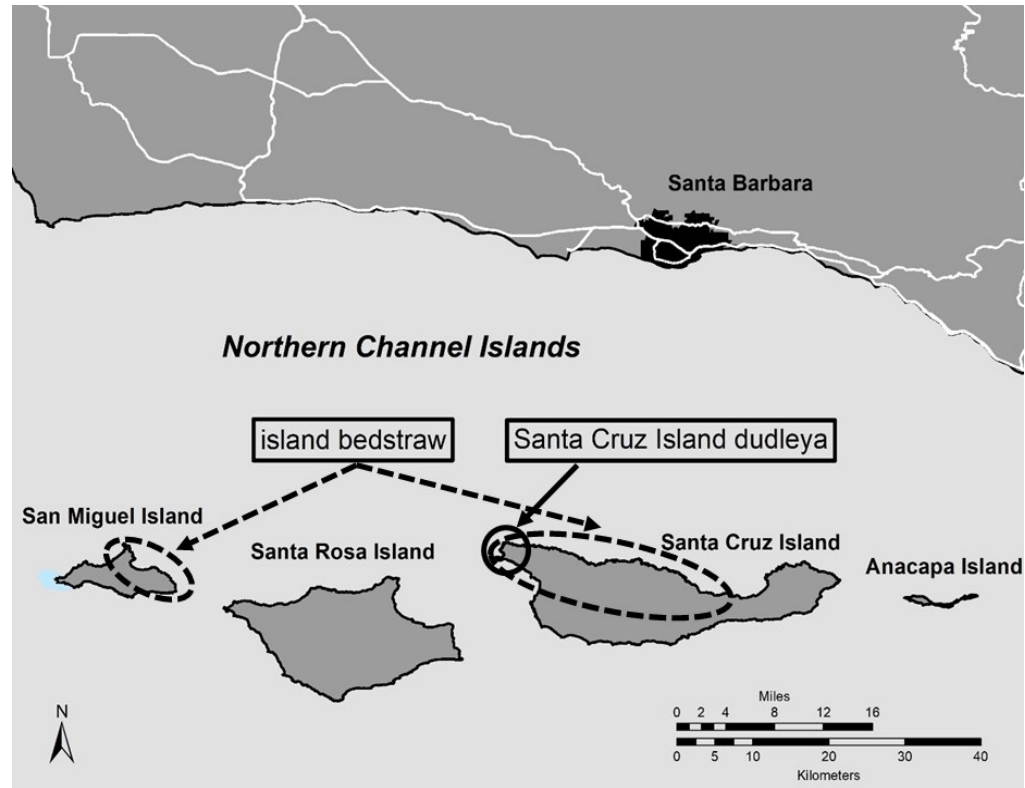 Santa Barbara
Northern Channel Islands
island bedstraw
Santa Cruz Island dudleya
San Miguel Island
Santa Rosa Island
Santa Cruz Island
Anacapa Island
N
Miles
0 2 4 8 12 16
0 5 10 20 30 40
Kilometers